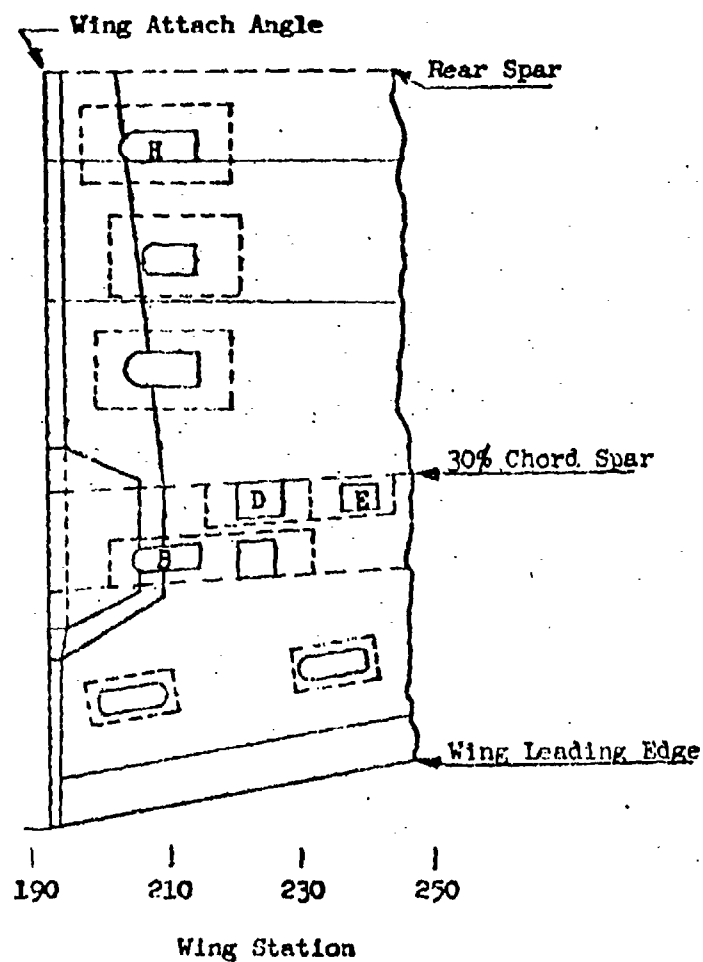 Wing Attach Angle
Rear Spar
H
30% Chord Spar
D
E
B
Wing Leading Edge
190
210
230
250
Wing Station